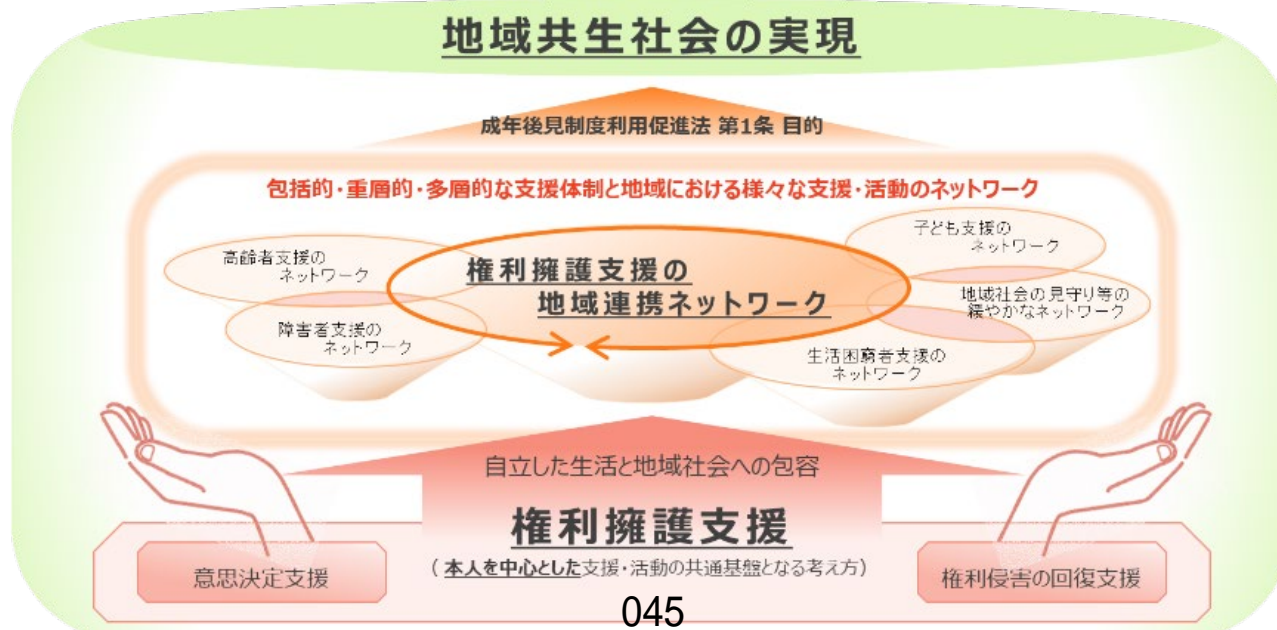 地域共生社会の実現
成年後見制度利用促進法 第1条 目的
包括的・重層的・多層的な支援体制と地域における様々な支援・活動のネットワーク
高齢者支援の
ネットワーク
障害者支援の
ネットワーク
権利擁護支援の
地域連携ネットワーク
子ども支援の
ネットワーク
地域社会の見守り等の
緩やかなネットワーク
生活困窮者支援の
ネットワーク
自立した生活と地域社会への包容
権利擁護支援
(本人を中心とした支援・活動の共通基盤となる考え方)
意思決定支援
権利侵害の回復支援
045